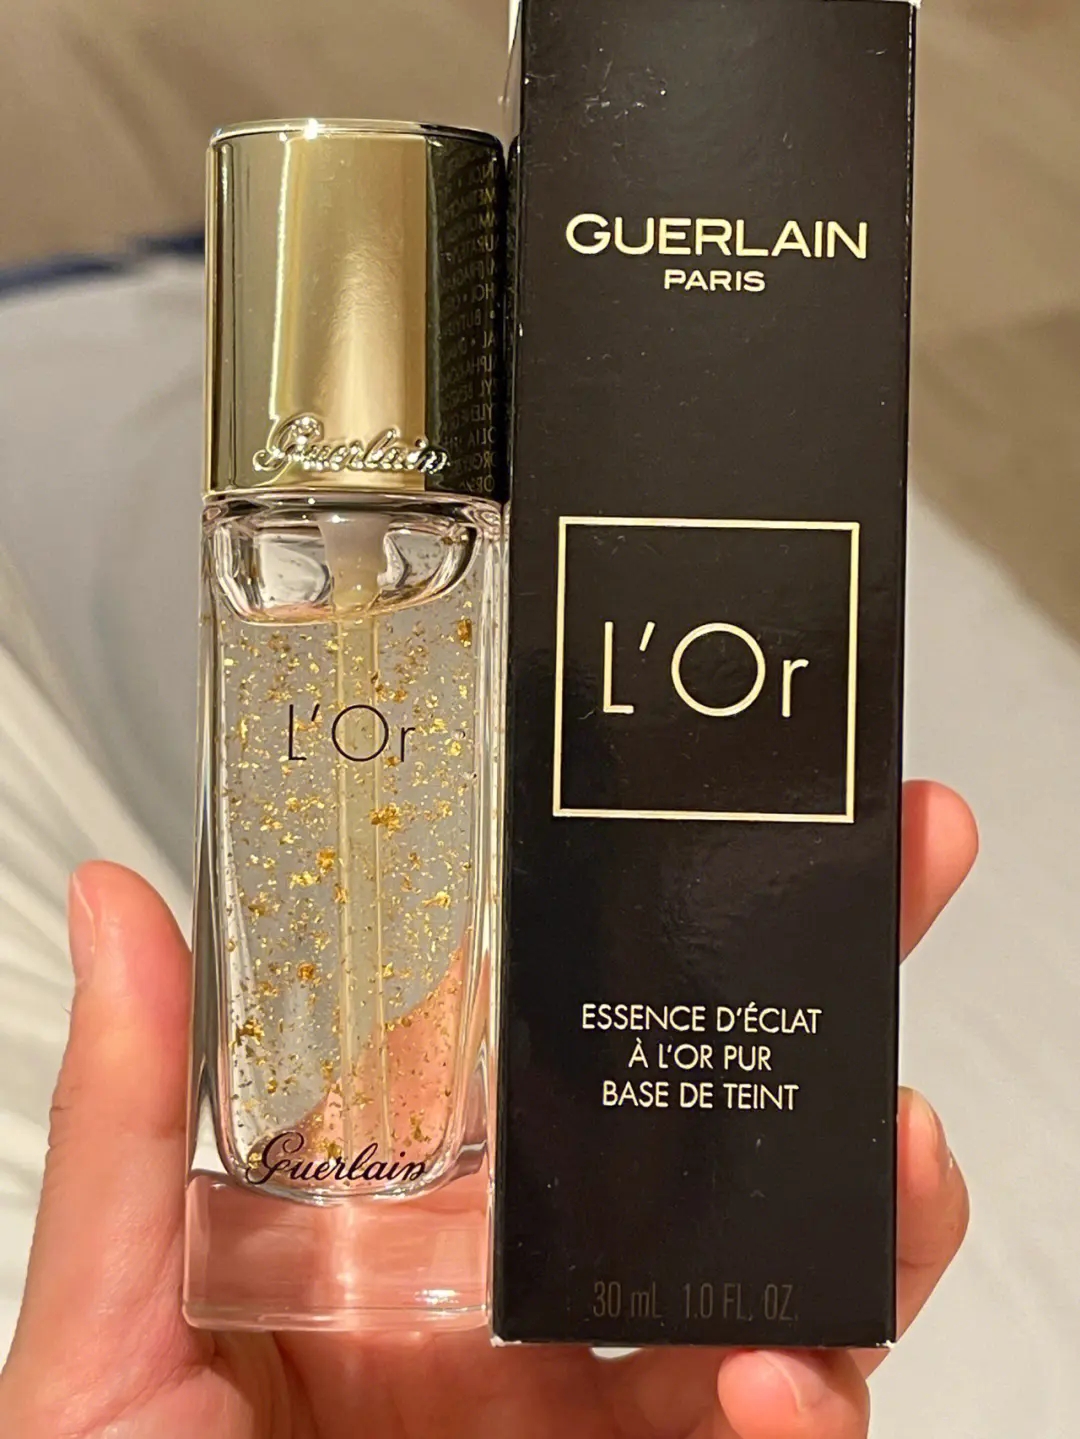 Guerlain
L'Or
Guerlain
GUERLAIN
PARIS
L'Or
ESSENCE D'ÉCLAT
À L'OR PUR
BASE DE TEINT
30 mL 1.0 FL. OZ.